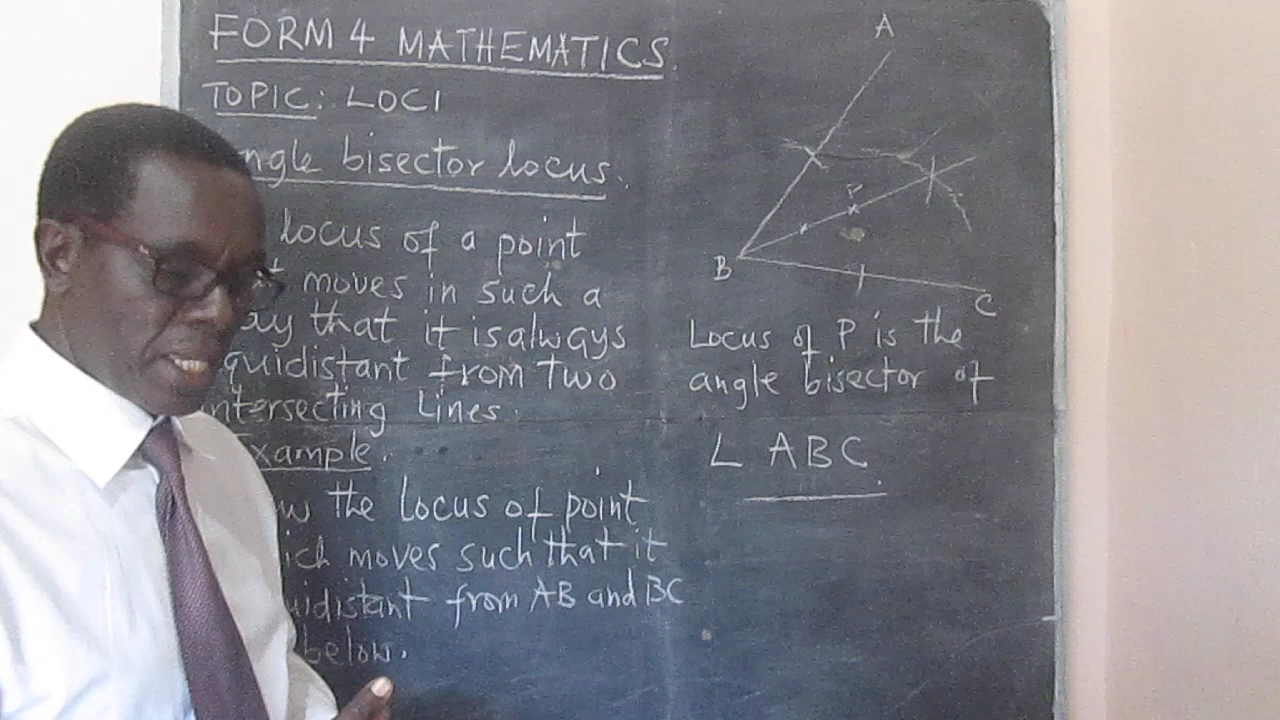 FORM 4 MATHEMATICS.
TOPIC: LOCI
ngle bisector locus.
locus of a point
t moves in such a
ay that it is always
quidistant from two
ntersecting Lines.
Example.
w the locus of point
ich moves such that it
uidistant from AB and BC
below.
A
P
B
C
Locus of P is the
angle bisector of
∠ ABC